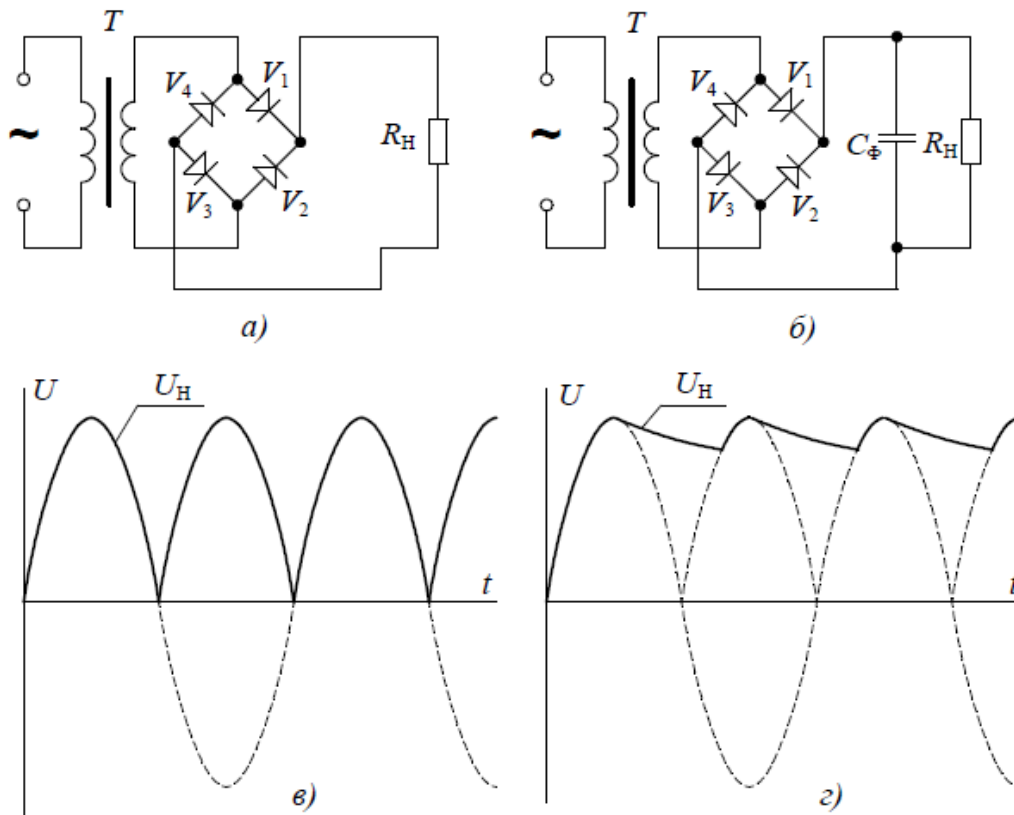 T
V₄
V₁
~
V₃
V₂
Rн
а)
T
V₄
V₁
~
V₃
V₂
CФ
Rн
б)
U
Uн
t
в)
U
Uн
t
г)